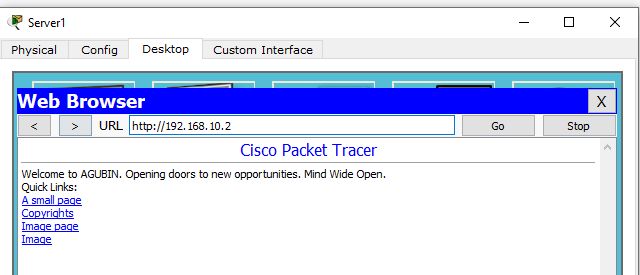 Server1
Physical Config Desktop Custom Interface
Web Browser X
< > URL http://192.168.10.2 Go Stop
Cisco Packet Tracer
Welcome to AGUBIN. Opening doors to new opportunities. Mind Wide Open.
Quick Links:
A small page
Copyrights
Image page
Image